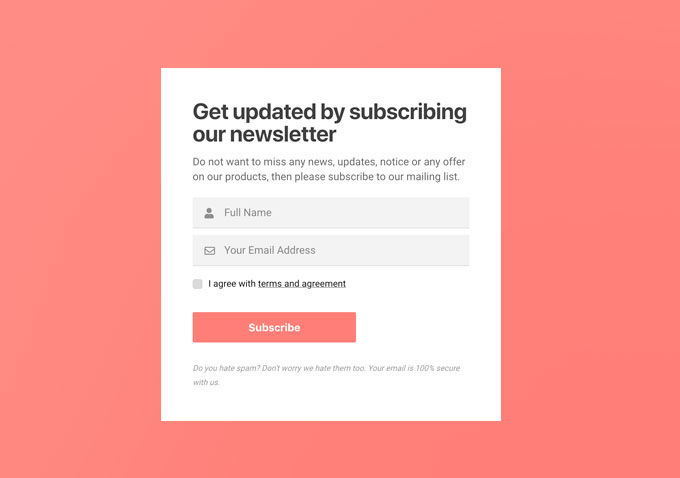 Get updated by subscribing
our newsletter
Do not want to miss any news, updates, notice or any offer
on our products, then please subscribe to our mailing list.
Full Name
Your Email Address
I agree with terms and agreement
Subscribe
Do you hate spam? Don't worry we hate them too. Your email is 100% secure
with us.